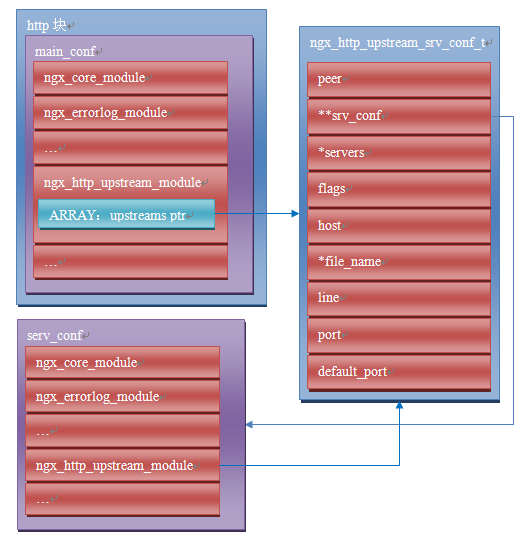 http 块
main_conf
ngx_core_module
ngx_errorlog_module
…
ngx_http_upstream_module
ARRAY：upstreams ptr
…
ngx_http_upstream_srv_conf_t
peer
**srv_conf
*servers
flags
host
*file_name
line
port
default_port
serv_conf
ngx_core_module
ngx_errorlog_module
…
ngx_http_upstream_module
…